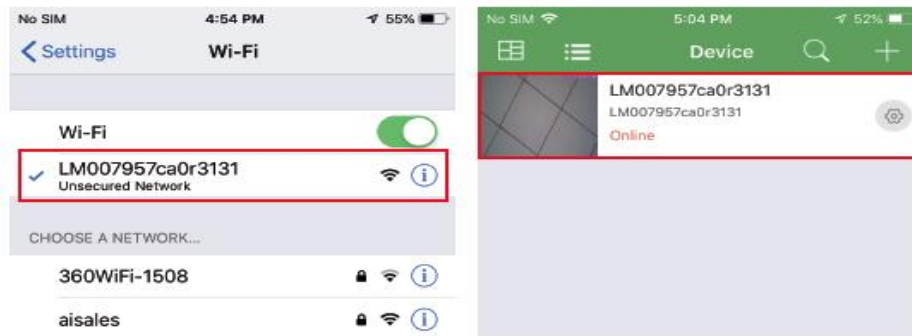 No SIM 4:54 PM 55%
Settings Wi-Fi
Wi-Fi
LM007957ca0r3131
Unsecured Network
CHOOSE A NETWORK...
360WiFi-1508
aisales
No SIM 5:04 PM 52%
Device
LM007957ca0r3131
LM007957ca0r3131
Online